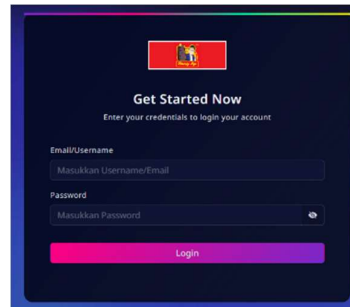 Get Started Now
Enter your credentials to login your account
Email/Username
Masukkan Username/Email
Password
Masukkan Password
Login